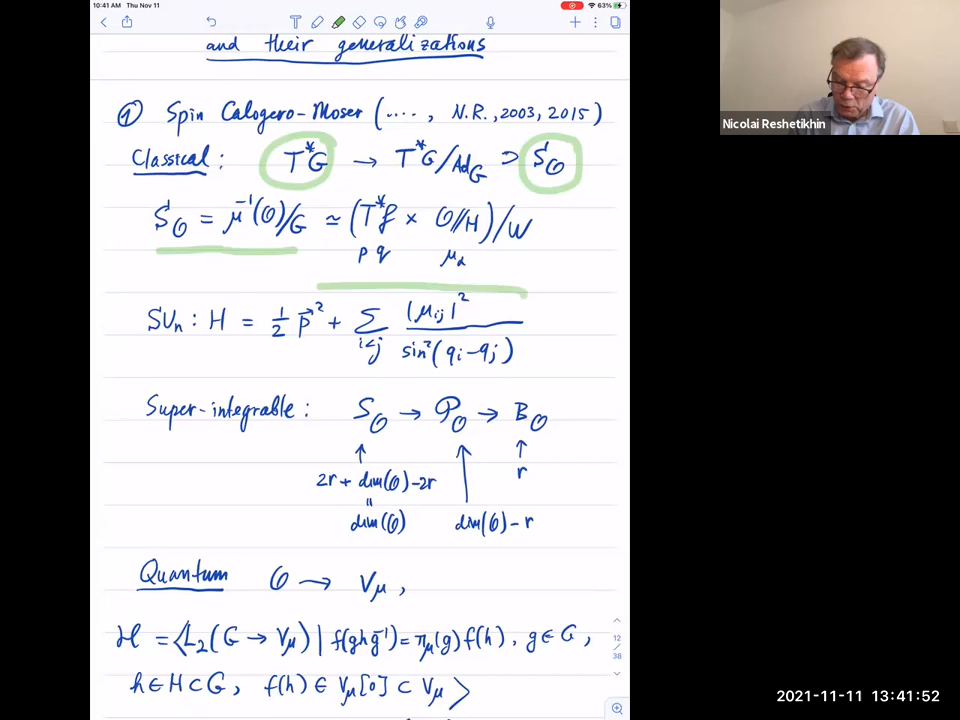 10:41 AM Thu Nov 11
63%
and their generalizations
① Spin Calogero-Moser (...., N.R., 2003, 2015)
Classical: T*G → T*G/Ad_G ⊃ S_O
S_O = μ⁻¹(O)/G ≃ (T*𝔥 × O//H)/W
p q μ_α
SU_n: H = 1/2 p⃗² + Σ_{i<j} |μ_ij|² / sin²(q_i - q_j)
Super-integrable: S_O → P_O → B_O
↑ ↑ ↑
2r + dim(O) - 2r r
"
dim(O) dim(O) - r
Quantum O → V_μ,
H = <L₂(G → V_μ) | f(ghg⁻¹) = π_μ(g) f(h), g ∈ G,
h ∈ H ⊂ G, f(h) ∈ V_μ[0] ⊂ V_μ >
12
/
38
Nicolai Reshetikhin
2021-11-11 13:41:52